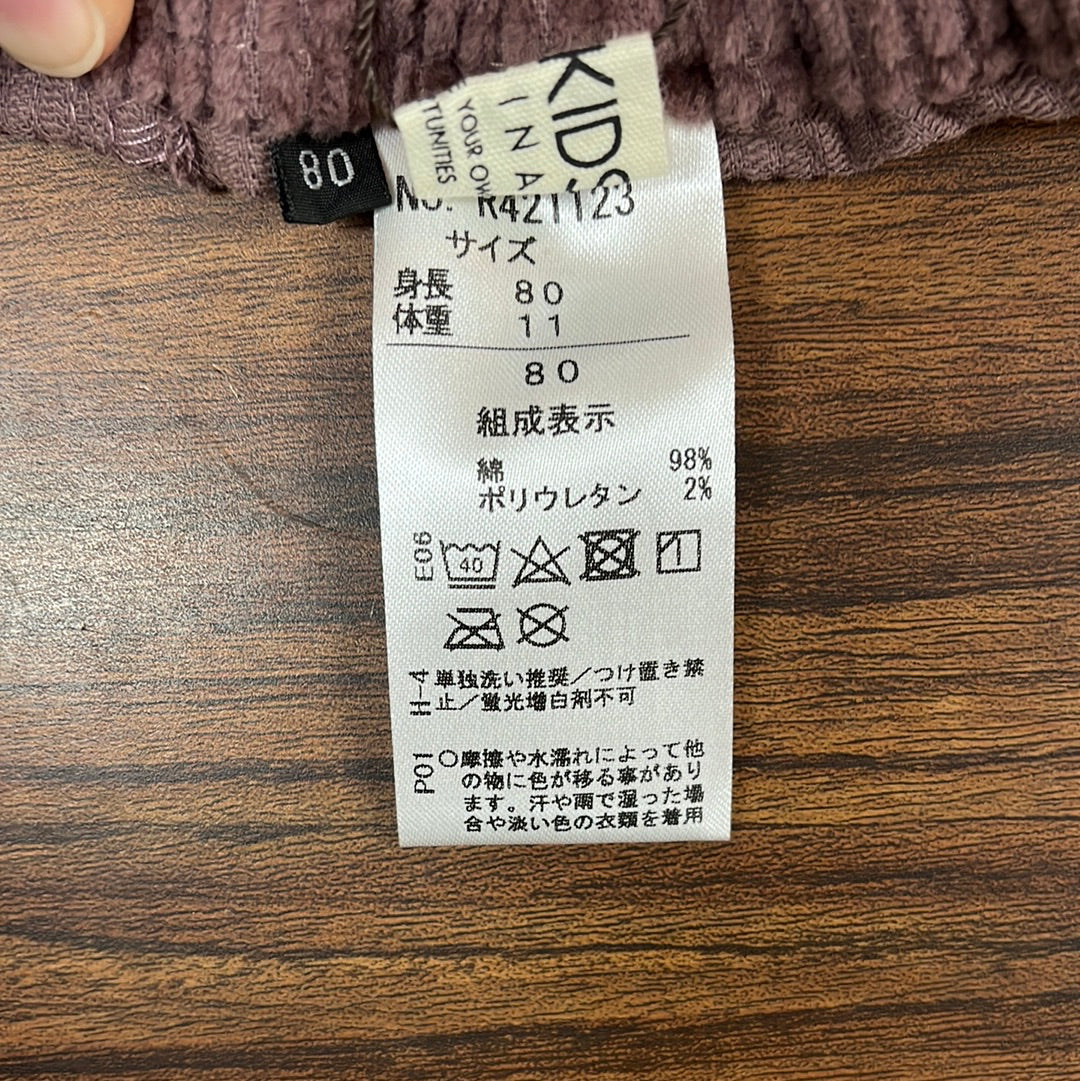 KIDS
INA
YOUR OW
TUNITIES
80
No. R421123
サイズ
身長 80
体重 11
80
組成表示
綿 98%
ポリウレタン 2%
E06
40
1
H-4 単独洗い推奨/つけ置き禁
止/蛍光増白剤不可
P01 ○摩擦や水濡れによって他
の物に色が移る事があり
ます。汗や雨で湿った場
合や淡い色の衣類を着用